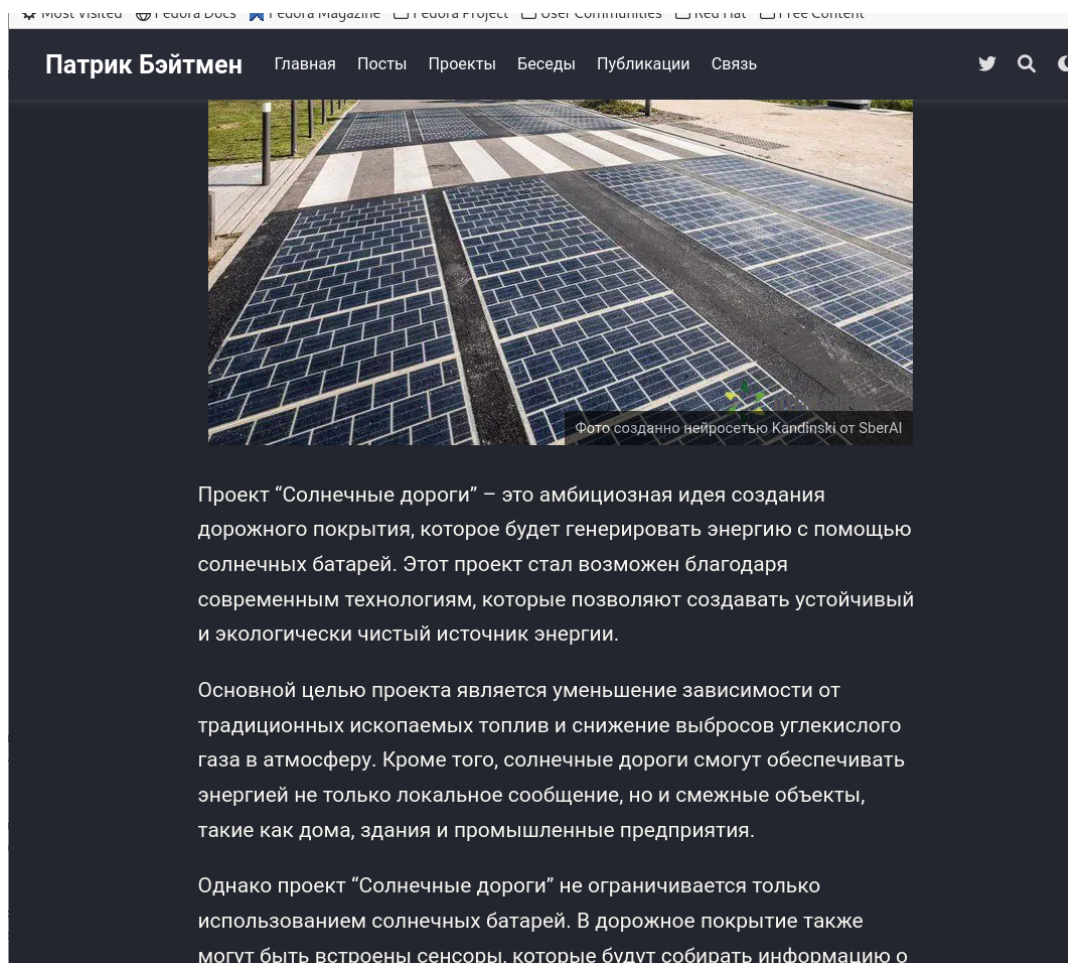 Most Visited Fedora Docs Fedora Magazine Fedora Project User Communities Red Hat Free Content
Патрик Бэйтмен Главная Посты Проекты Беседы Публикации Связь
Фото созданно нейросетью Kandinski от SberAI
Проект “Солнечные дороги” – это амбициозная идея создания
дорожного покрытия, которое будет генерировать энергию с помощью
солнечных батарей. Этот проект стал возможен благодаря
современным технологиям, которые позволяют создавать устойчивый
и экологически чистый источник энергии.
Основной целью проекта является уменьшение зависимости от
традиционных ископаемых топлив и снижение выбросов углекислого
газа в атмосферу. Кроме того, солнечные дороги смогут обеспечивать
энергией не только локальное сообщение, но и смежные объекты,
такие как дома, здания и промышленные предприятия.
Однако проект “Солнечные дороги” не ограничивается только
использованием солнечных батарей. В дорожное покрытие также
могут быть встроены сенсоры, которые будут собирать информацию о